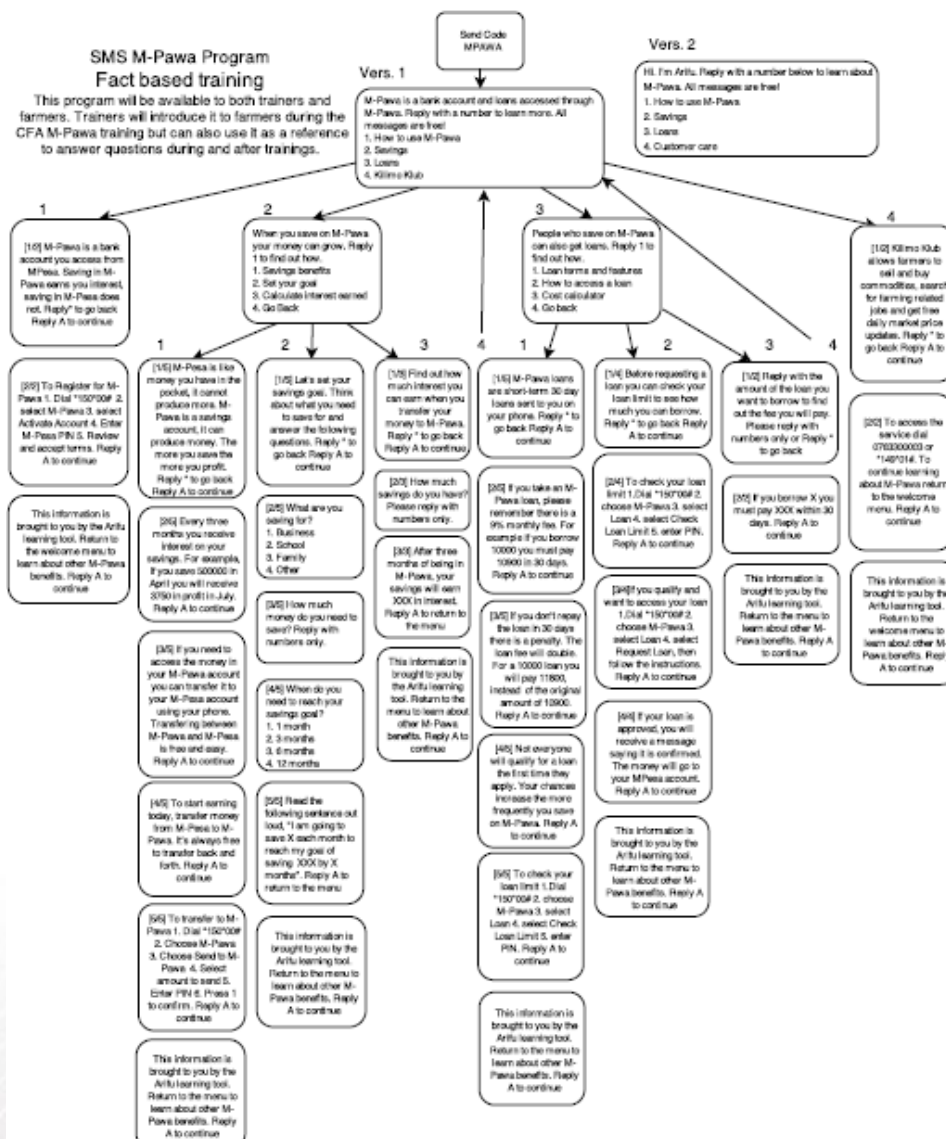 SMS M-Pawa Program
Fact based training
This program will be available to both trainers and
farmers. Trainers will introduce it to farmers during the
CFA M-Pawa training but can also use it as a reference
to answer questions during and after trainings.
Send Code
MPAWA
Vers. 1
M-Pawa is a bank account and loans accessed through
M-Pawa. Reply with a number to learn more. All
messages are free!
1. How to use M-Pawa
2. Savings
3. Loans
4. Kilimo Klub
Vers. 2
Hi. I'm Arifu. Reply with a number below to learn about
M-Pawa. All messages are free!
1. How to use M-Pawa
2. Savings
3. Loans
4. Customer care
1
[1/2] M-Pawa is a bank
account you access from
MPesa. Saving in M-
Pawa earns you interest,
saving in M-Pesa does
not. Reply* to go back
Reply A to continue
[2/2] To Register for M-
Pawa 1. Dial *150*00# 2.
select M-Pawa 3. select
Activate Account 4. Enter
M-Pesa PIN 5. Review
and accept terms. Reply
A to continue
This information is
brought to you by the Arifu
learning tool. Return to
the welcome menu to
learn about other M-Pawa
benefits. Reply A to
continue
2
When you save on M-Pawa
your money can grow. Reply
1 to find out how.
1. Savings benefits
2. Set your goal
3. Calculate interest earned
4. Go Back
1
[1/5] M-Pesa is like
money you have in the
pocket, it cannot
produce more. M-
Pawa is a savings
account, it can
produce money. The
more you save the
more you profit.
Reply * to go back
Reply A to continue
[2/5] Every three
months you receive
interest on your
savings. For example,
if you save 500000 in
April you will receive
3750 in profit in July.
Reply A to continue
[3/5] If you need to
access the money in
your M-Pawa account
you can transfer it to
your M-Pesa account
using your phone.
Transfering between
M-Pawa and M-Pesa
is free and easy.
Reply A to continue
[4/5] To start earning
today, transfer money
from M-Pesa to M-
Pawa. It's always free
to transfer back and
forth. Reply A to
continue
[5/5] To transfer to M-
Pawa 1. Dial *150*00#
2. Choose M-Pawa
3. Choose Send to M-
Pawa 4. Select
amount to send 5.
Enter PIN 6. Press 1
to confirm. Reply A to
continue
This information is
brought to you by the
Arifu learning tool.
Return to the menu to
learn about other M-
Pawa benefits. Reply
A to continue
2
[1/5] Let's set your
savings goal. Think
about what you need
to save for and
answer the following
questions. Reply * to
go back Reply A to
continue
[2/5] What are you
saving for?
1. Business
2. School
3. Family
4. Other
[3/5] How much
money do you need to
save? Reply with
numbers only.
[4/5] When do you
need to reach your
savings goal?
1. 1 month
2. 3 months
3. 6 months
4. 12 months
[5/5] Read the
following sentence out
loud, "I am going to
save X each month to
reach my goal of
saving XXX by X
months". Reply A to
return to the menu
This information is
brought to you by the
Arifu learning tool.
Return to the menu to
learn about other M-
Pawa benefits. Reply
A to continue
3
[1/3] Find out how
much interest you
can earn when you
transfer your
money to M-Pawa.
Reply * to go back
Reply A to continue
[2/3] How much
savings do you have?
Please reply with
numbers only.
[3/3] After three
months of being in
M-Pawa, your
savings will earn
XXX in interest.
Reply A to return to
the menu
This information is
brought to you by
the Arifu learning
tool. Return to the
menu to learn about
other M-Pawa
benefits. Reply A to
continue
4
3
People who save on M-Pawa
can also get loans. Reply 1 to
find out how.
1. Loan terms and features
2. How to access a loan
3. Cost calculator
4. Go back
1
[1/5] M-Pawa loans
are short-term 30 day
loans sent to you on
your phone. Reply * to
go back Reply A to
continue
[2/5] If you take an M-
Pawa loan, please
remember there is a
9% monthly fee. For
example if you borrow
10000 you must pay
10900 in 30 days.
Reply A to continue
[3/5] If you don't repay
the loan in 30 days
there is a penalty. The
loan fee will double.
For a 10000 loan you
will pay 11800,
instead of the original
amount of 10900.
Reply A to continue
[4/5] Not everyone
will qualify for a loan
the first time they
apply. Your chances
increase the more
frequently you save
on M-Pawa. Reply A
to continue
[5/5] To check your
loan limit 1.Dial
*150*00# 2. choose
M-Pawa 3. select
Loan 4. select Check
Loan Limit 5. enter
PIN. Reply A to
continue
This information is
brought to you by the
Arifu learning tool.
Return to the menu to
learn about other M-
Pawa benefits. Reply
A to continue
2
[1/4] Before requesting a
loan you can check your
loan limit to see how
much you can borrow.
Reply * to go back Reply
A to continue
[2/4] To check your loan
limit 1.Dial *150*00# 2.
choose M-Pawa 3. select
Loan 4. select Check
Loan Limit 5. enter PIN.
Reply A to continue
[3/4]If you qualify and
want to access your loan
1.Dial *150*00# 2.
choose M-Pawa 3.
select Loan 4. select
Request Loan, then
follow the instructions.
Reply A to continue
[4/4] If your loan is
approved, you will
receive a message
saying it is confirmed.
The money will go to
your MPesa account.
Reply A to continue
This information is
brought to you by the
Arifu learning tool.
Return to the menu to
learn about other M-
Pawa benefits. Reply A
to continue
3
[1/2] Reply with the
amount of the loan you
want to borrow to find
out the fee you will pay.
Please reply with
numbers only or Reply *
to go back
[2/2] If you borrow X you
must pay XXX within 30
days. Reply A to
continue
This information is
brought to you by the
Arifu learning tool.
Return to the menu to
learn about other M-
Pawa benefits. Reply A
to continue
4
4
[1/2] Kilimo Klub
allows farmers to
sell and buy
commodities, search
for farming related
jobs and get free
daily market price
updates. Reply * to
go back Reply A to
continue
[2/2] To access the
service dial
0763300003 or
*149*01#. To
continue learning
about M-Pawa return
to the welcome
menu. Reply A to
continue
This information is
brought to you by the
Arifu learning tool.
Return to the
welcome menu to
learn about other M-
Pawa benefits. Reply
A to continue